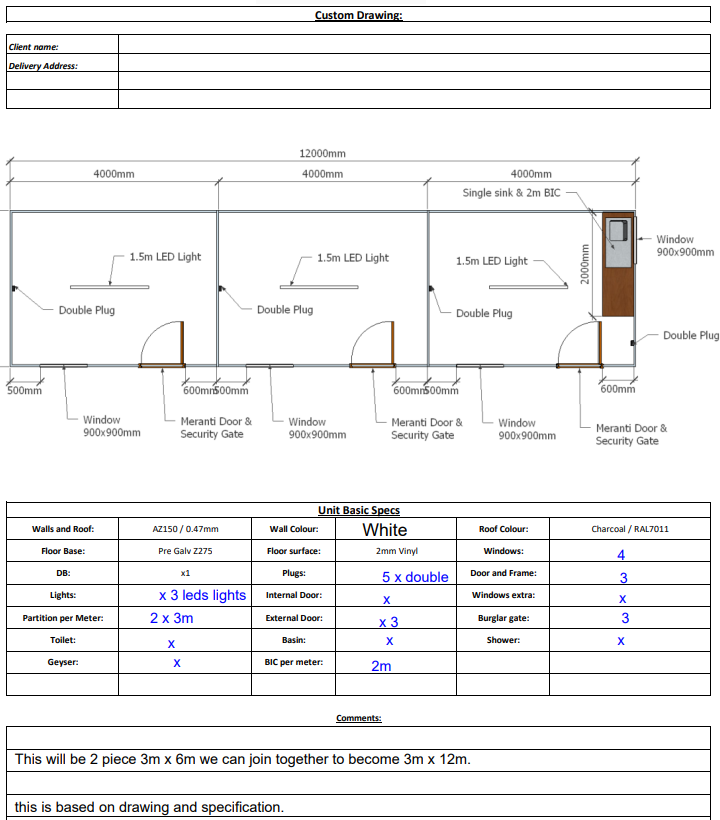 Custom Drawing:
Client name:
Delivery Address:
12000mm
4000mm 4000mm 4000mm
Single sink & 2m BIC
Window
900x900mm
1.5m LED Light 1.5m LED Light 1.5m LED Light
2000mm
Double Plug Double Plug Double Plug
Double Plug
500mm 600mm 500mm 600mm 500mm 600mm
Window
900x900mm
Meranti Door &
Security Gate
Window
900x900mm
Meranti Door &
Security Gate
Window
900x900mm
Meranti Door &
Security Gate
Unit Basic Specs
Walls and Roof: AZ150 / 0.47mm Wall Colour: White Roof Colour: Charcoal / RAL7011
Floor Base: Pre Galv Z275 Floor surface: 2mm Vinyl Windows: 4
DB: x1 Plugs: 5 x double Door and Frame: 3
Lights: x 3 leds lights Internal Door: x Windows extra: x
Partition per Meter: 2 x 3m External Door: x 3 Burglar gate: 3
Toilet: x Basin: x Shower: x
Geyser: x BIC per meter: 2m
Comments:
This will be 2 piece 3m x 6m we can join together to become 3m x 12m.
this is based on drawing and specification.